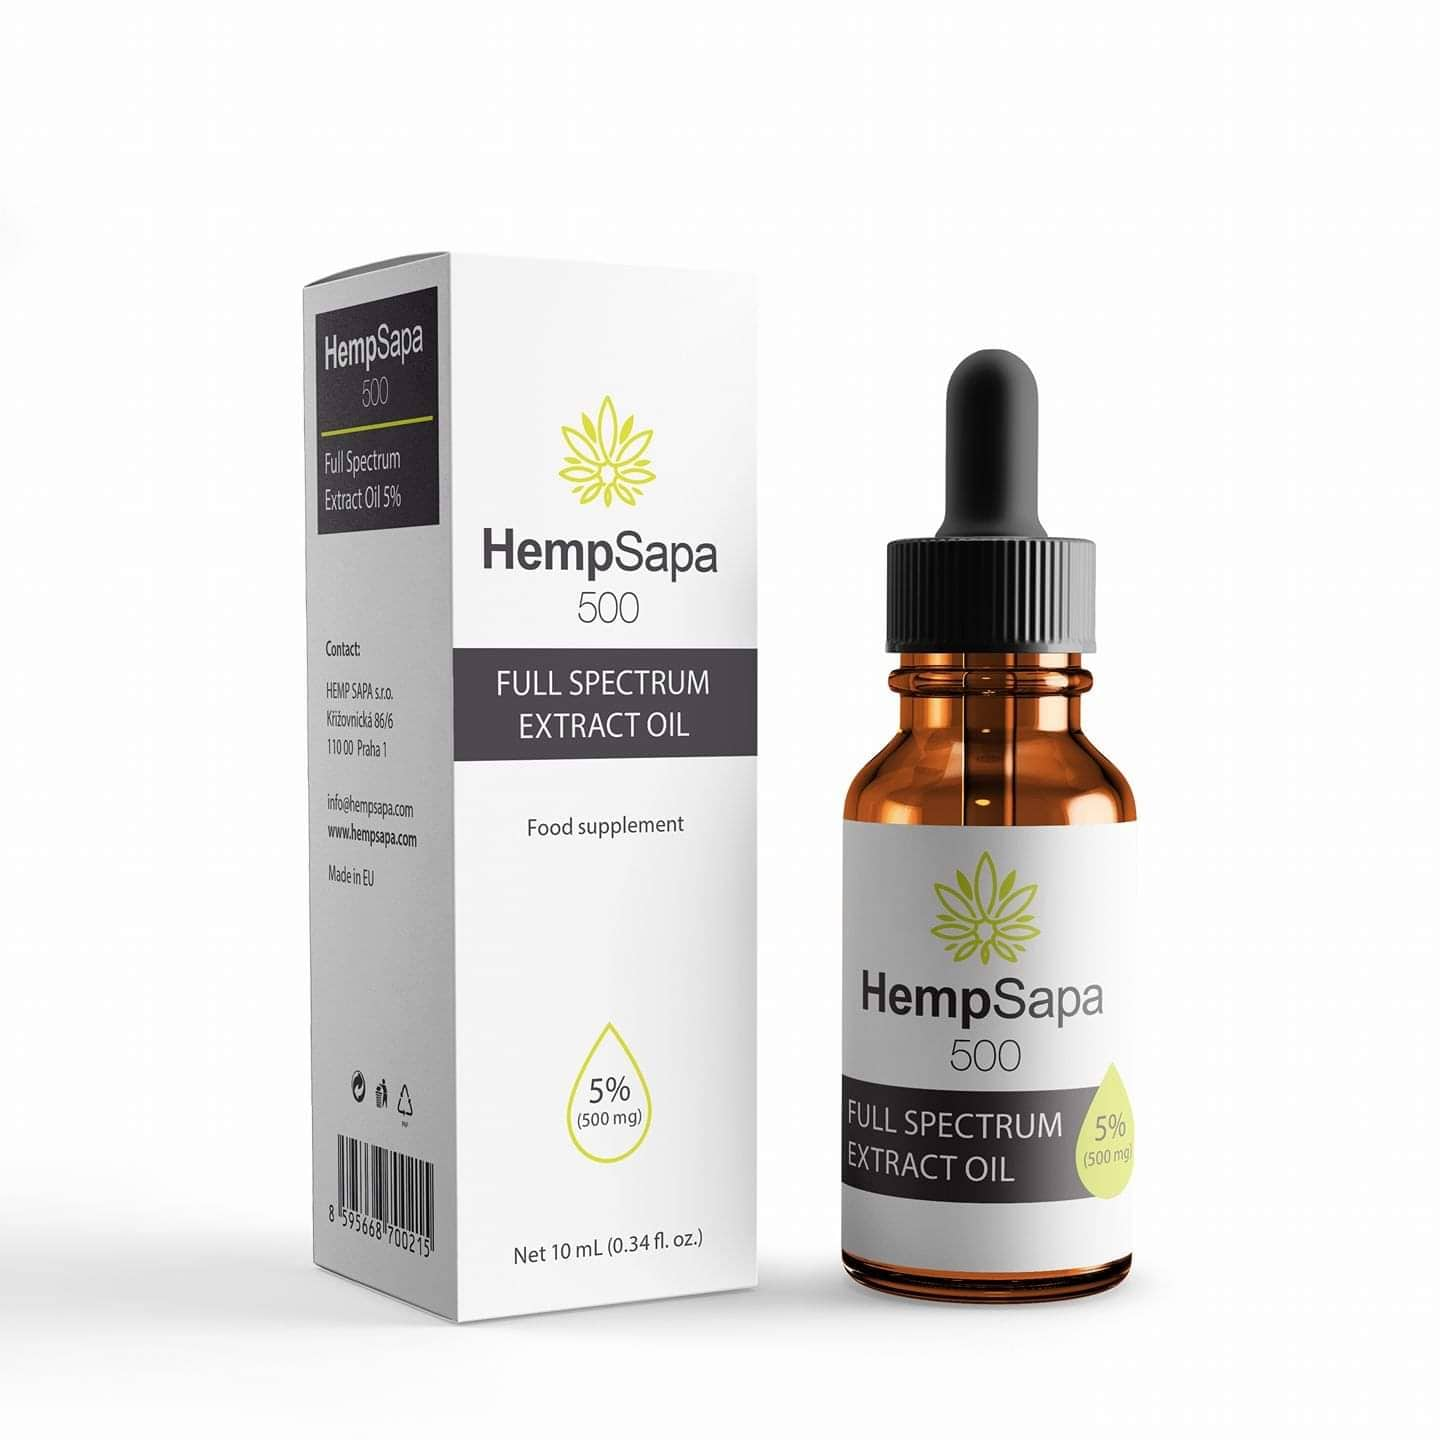 HempSapa
500
Full Spectrum
Extract Oil 5%
Contact:
HEMP SAPA s.r.o.
Křižovnická 86/6
110 00 Praha 1
info@hempsapa.com
www.hempsapa.com
Made in EU
PAP
8 595668 700215
HempSapa
500
FULL SPECTRUM
EXTRACT OIL
Food supplement
5%
(500 mg)
Net 10 mL (0.34 fl. oz.)
HempSapa
500
FULL SPECTRUM
EXTRACT OIL
5%
(500 mg)